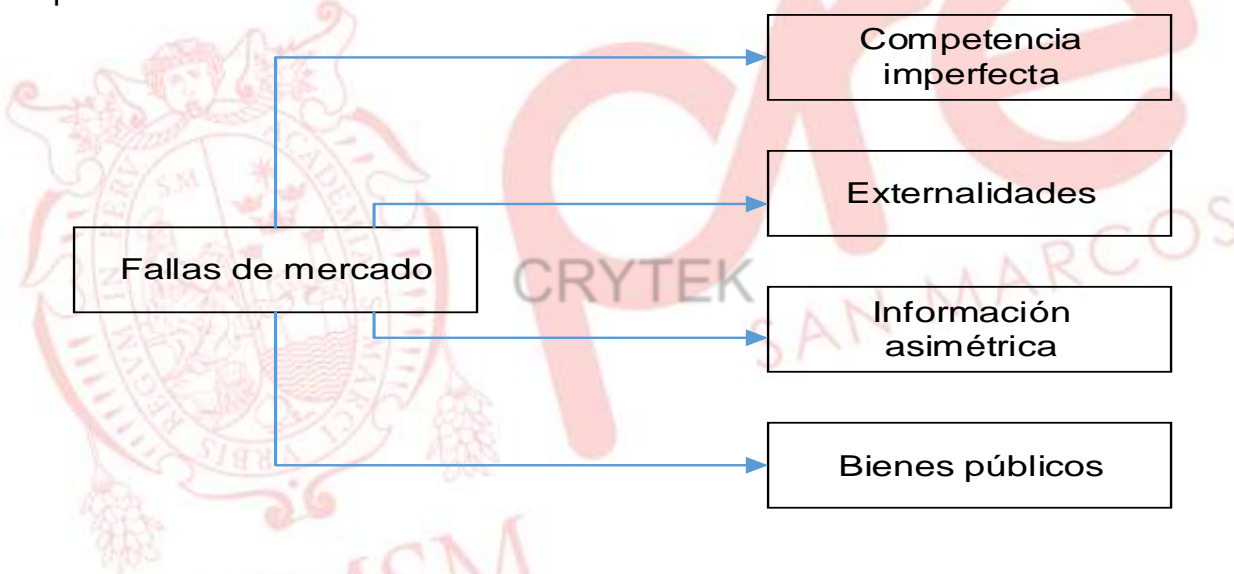 Competencia
imperfecta
Externalidades
Fallas de mercado
CRYTEK
SAN MARCOS
Información
asimétrica
Bienes públicos